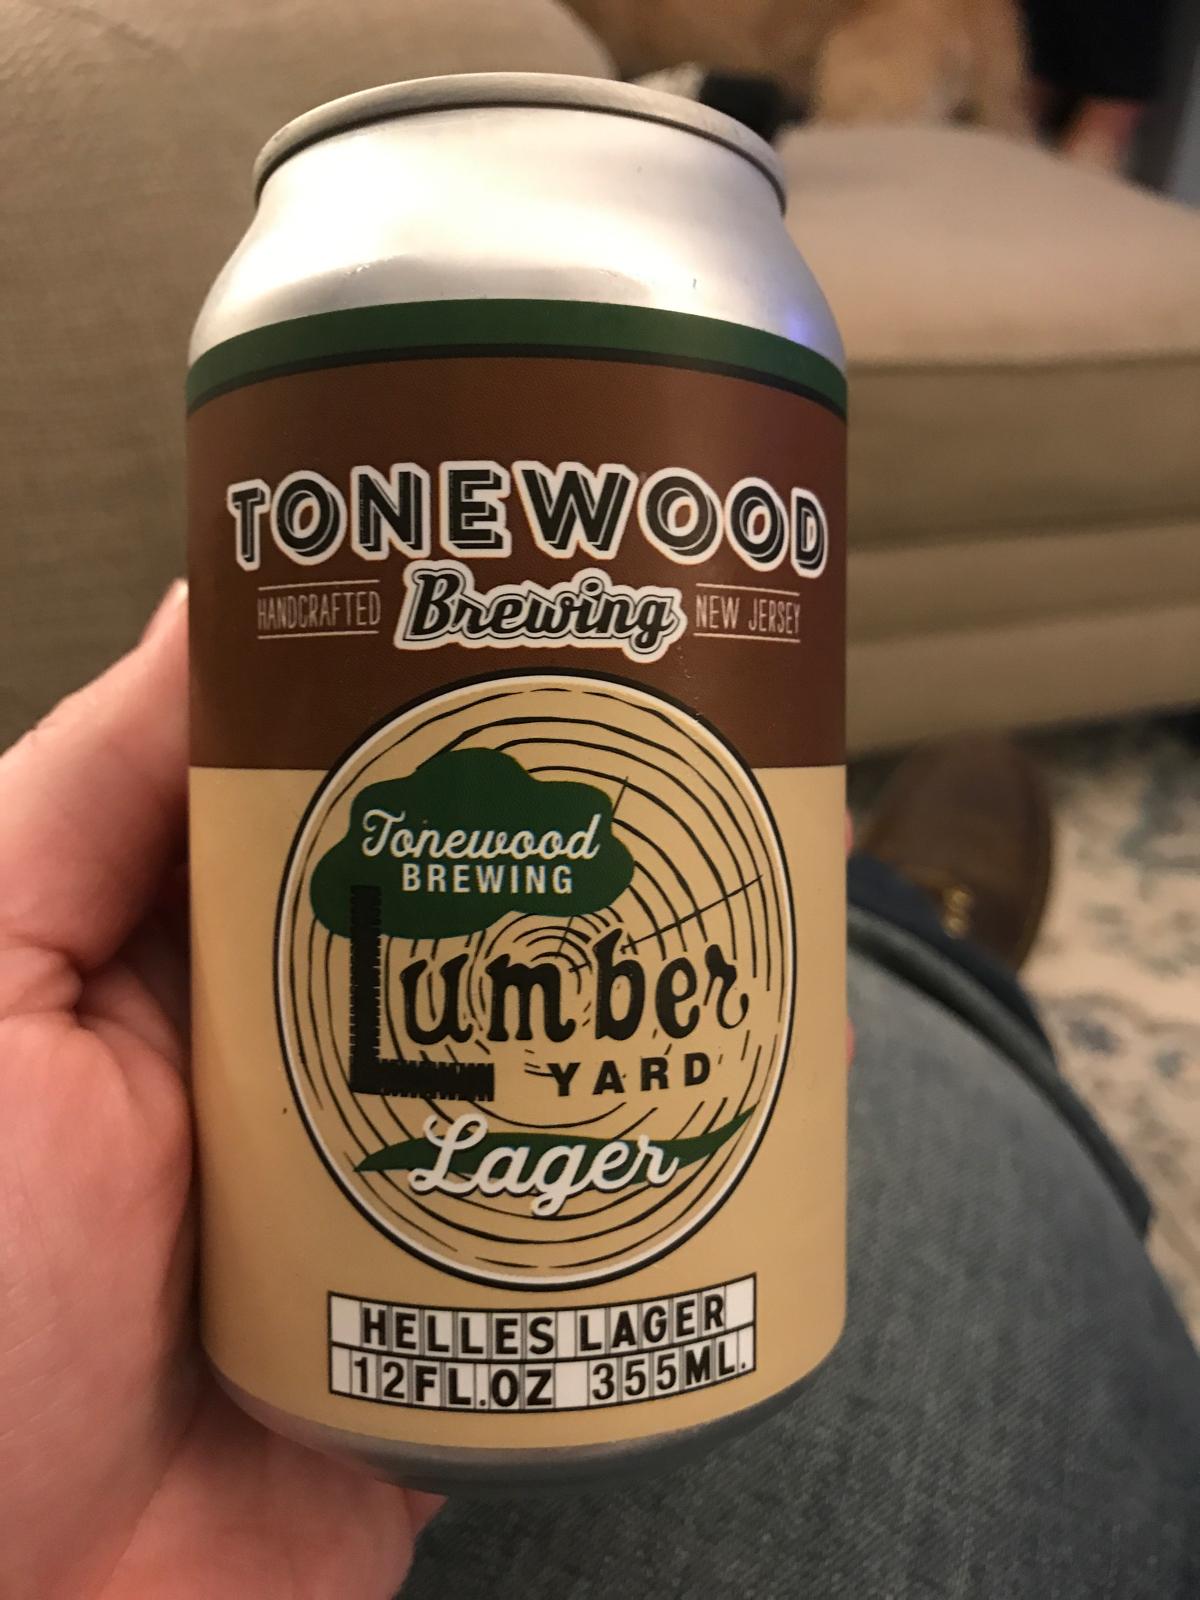 TONEWOOD
HANDCRAFTED Brewing NEW JERSEY
Tonewood
BREWING
Lumber
YARD
Lager
HELLES LAGER
12FL.OZ 355ML.